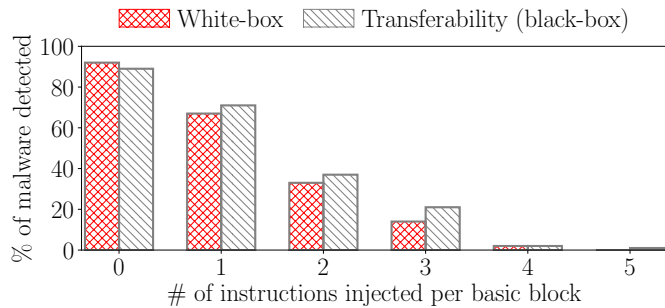 White-box Transferability (black-box)
% of malware detected
100
80
60
40
20
0
0 1 2 3 4 5
# of instructions injected per basic block